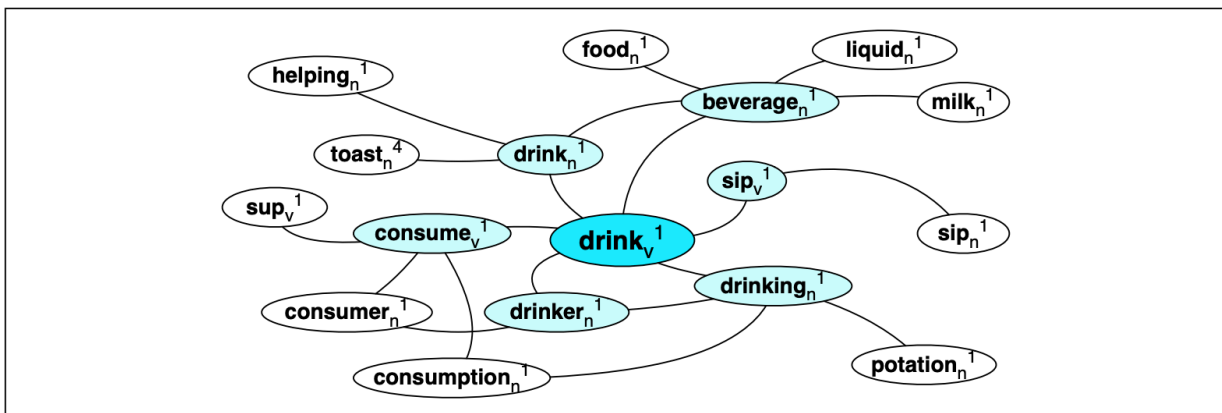 food_n^1
liquid_n^1
helping_n^1
beverage_n^1
milk_n^1
toast_n^4
drink_n^1
sip_v^1
sup_v^1
consume_v^1
drink_v^1
sip_n^1
drinking_n^1
consumer_n^1
drinker_n^1
potation_n^1
consumption_n^1